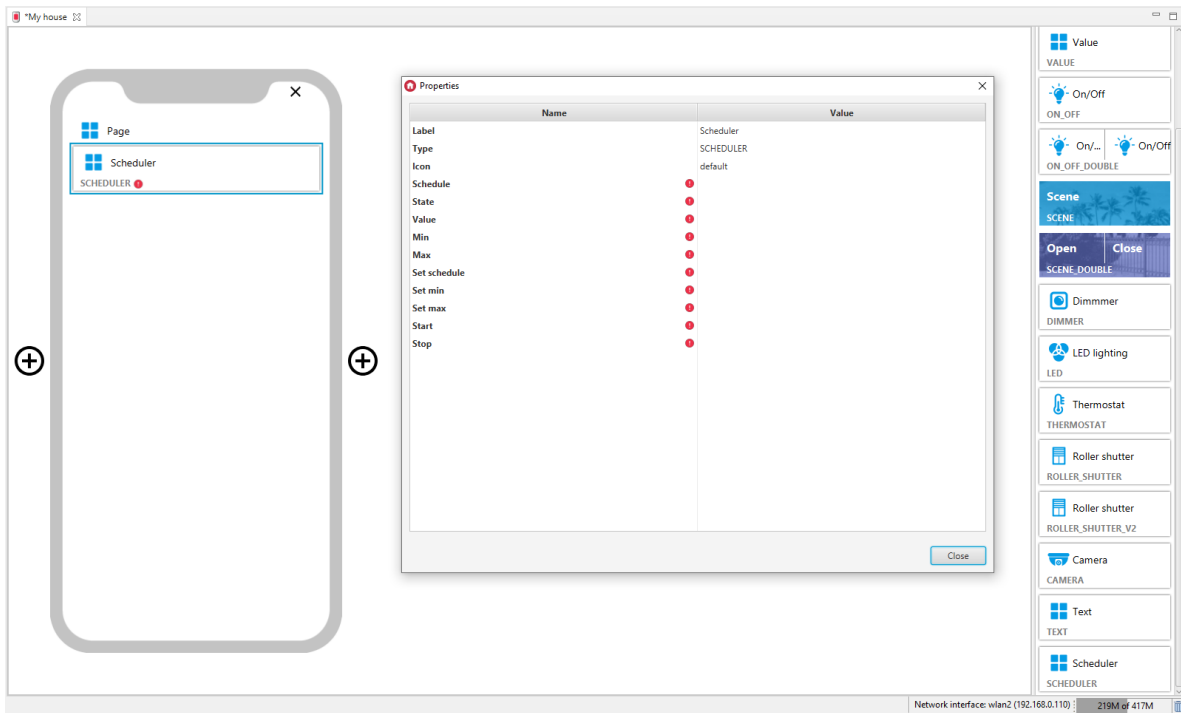 *My house
Page
Scheduler
SCHEDULER
Properties
Name Value
Label Scheduler
Type SCHEDULER
Icon default
Schedule
State
Value
Min
Max
Set schedule
Set min
Set max
Start
Stop
Close
Value
VALUE
On/Off
ON_OFF
On/... On/Off
ON_OFF_DOUBLE
Scene
SCENE
Open Close
SCENE_DOUBLE
Dimmmer
DIMMER
LED lighting
LED
Thermostat
THERMOSTAT
Roller shutter
ROLLER_SHUTTER
Roller shutter
ROLLER_SHUTTER_V2
Camera
CAMERA
Text
TEXT
Scheduler
SCHEDULER
Network interface: wlan2 (192.168.0.110) 219M of 417M